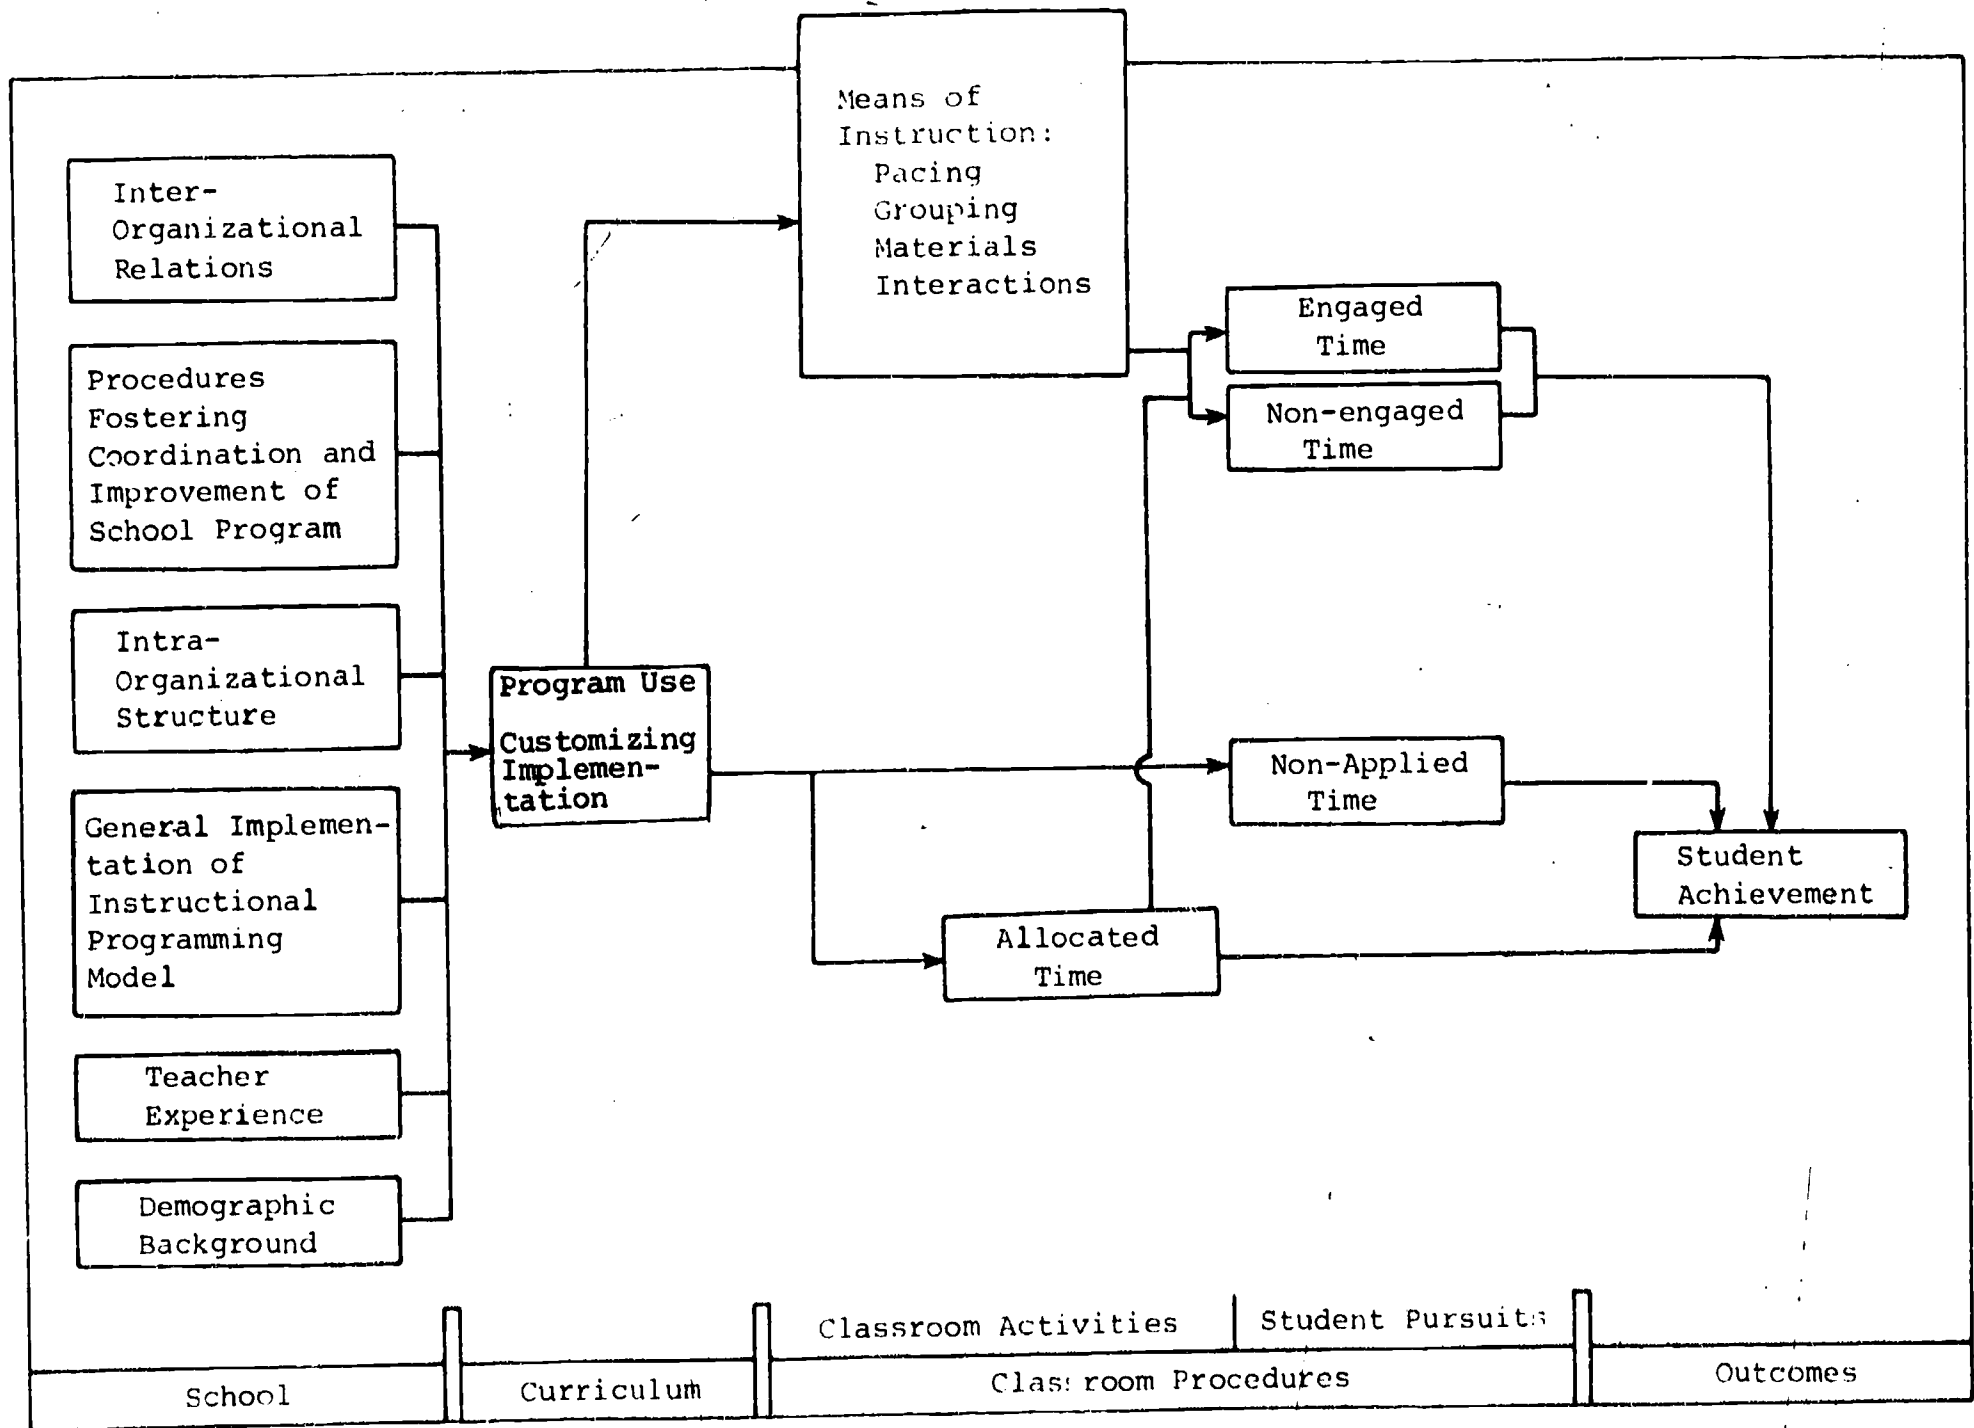 Means of
Instruction:
Pacing
Grouping
Materials
Interactions
Inter-
Organizational
Relations
Procedures
Fostering
Coordination and
Improvement of
School Program
Intra-
Organizational
Structure
General Implemen-
tation of
Instructional
Programming
Model
Teacher
Experience
Demographic
Background
Program Use
Customizing
Implemen-
tation
Engaged
Time
Non-engaged
Time
Non-Applied
Time
Allocated
Time
Student
Achievement
Classroom Activities
Student Pursuits
School
Curriculum
Classroom Procedures
Outcomes